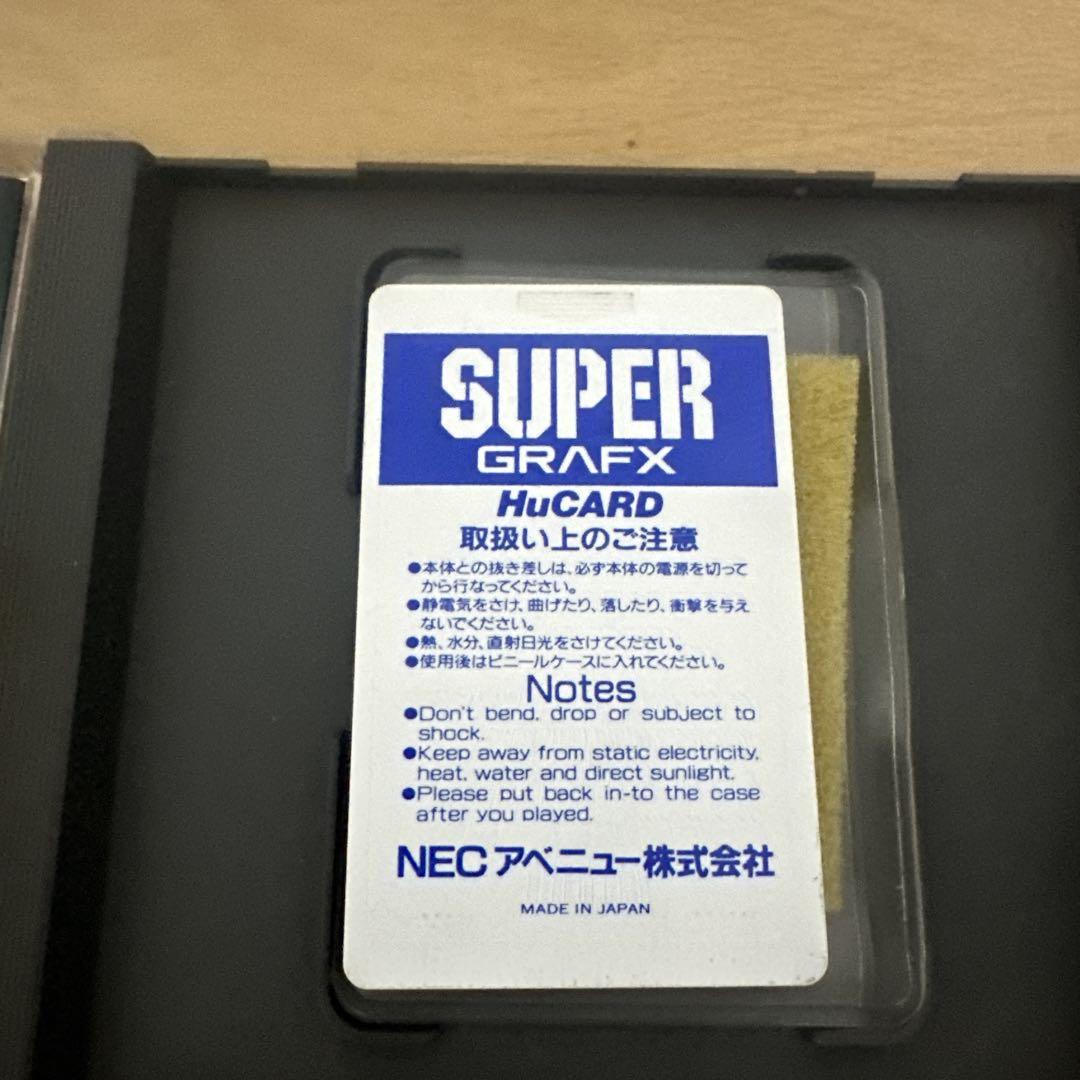 SUPER
GRAFX
HuCARD
取扱い上のご注意
●本体との抜き差しは、必ず本体の電源を切って
から行なってください。
●静電気をさけ、曲げたり、落したり、衝撃を与え
ないでください。
●熱、水分、直射日光をさけてください。
●使用後はビニールケースに入れてください。
Notes
●Don't bend, drop or subject to
shock.
●Keep away from static electricity,
heat, water and direct sunlight.
●Please put back in-to the case
after you played.
NECアベニュー株式会社
MADE IN JAPAN